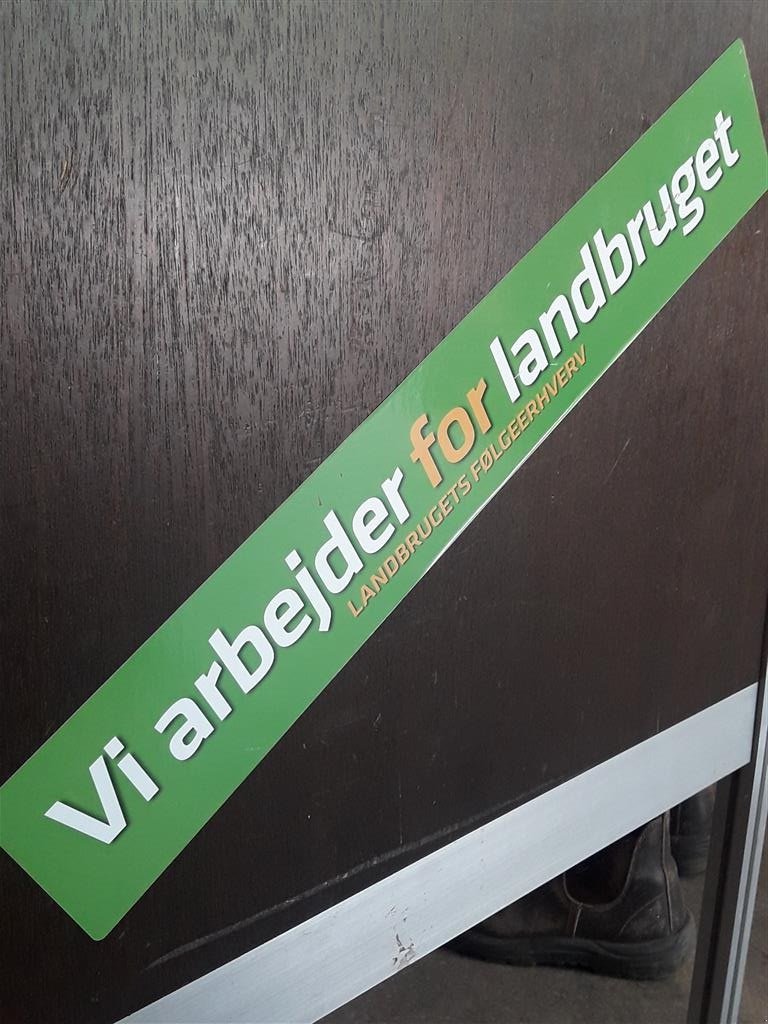 Vi arbejder for landbruget
LANDBRUGETS FØLGEERHVERV